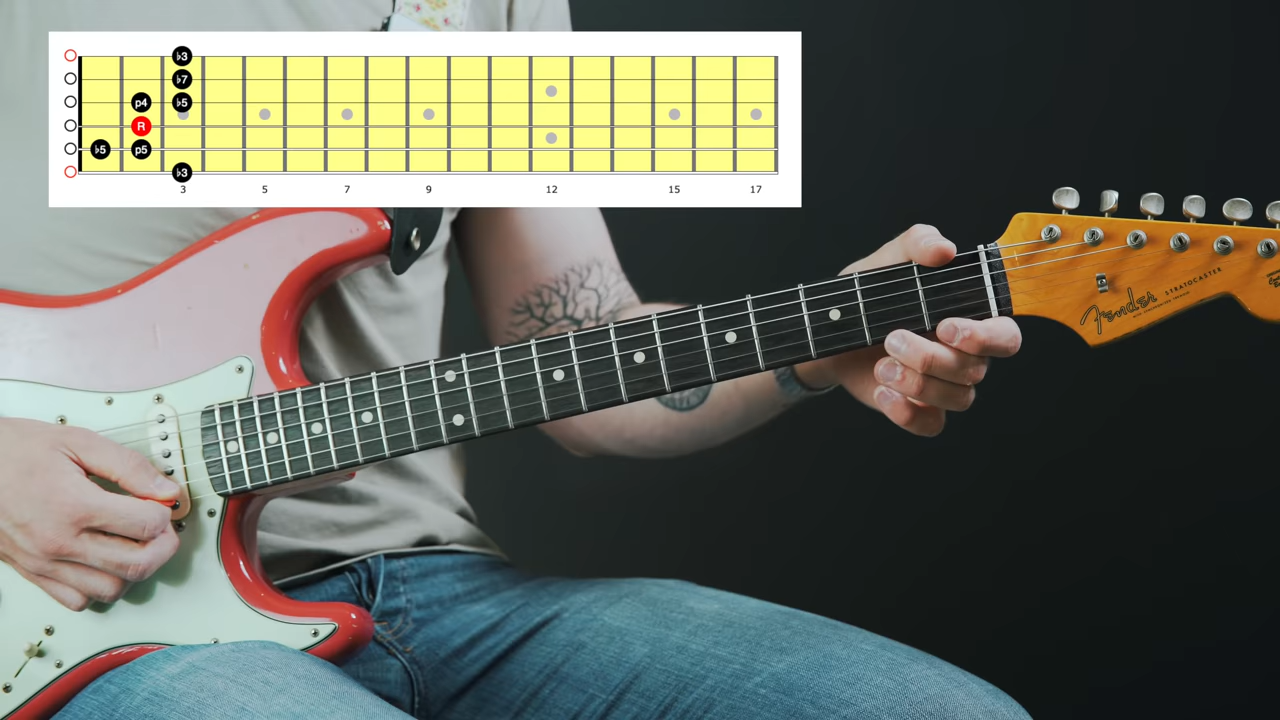 ♭3
♭7
p4 ♭5
R
♭5 p5
♭3
3 5 7 9 12 15 17
Fender STRATOCASTER